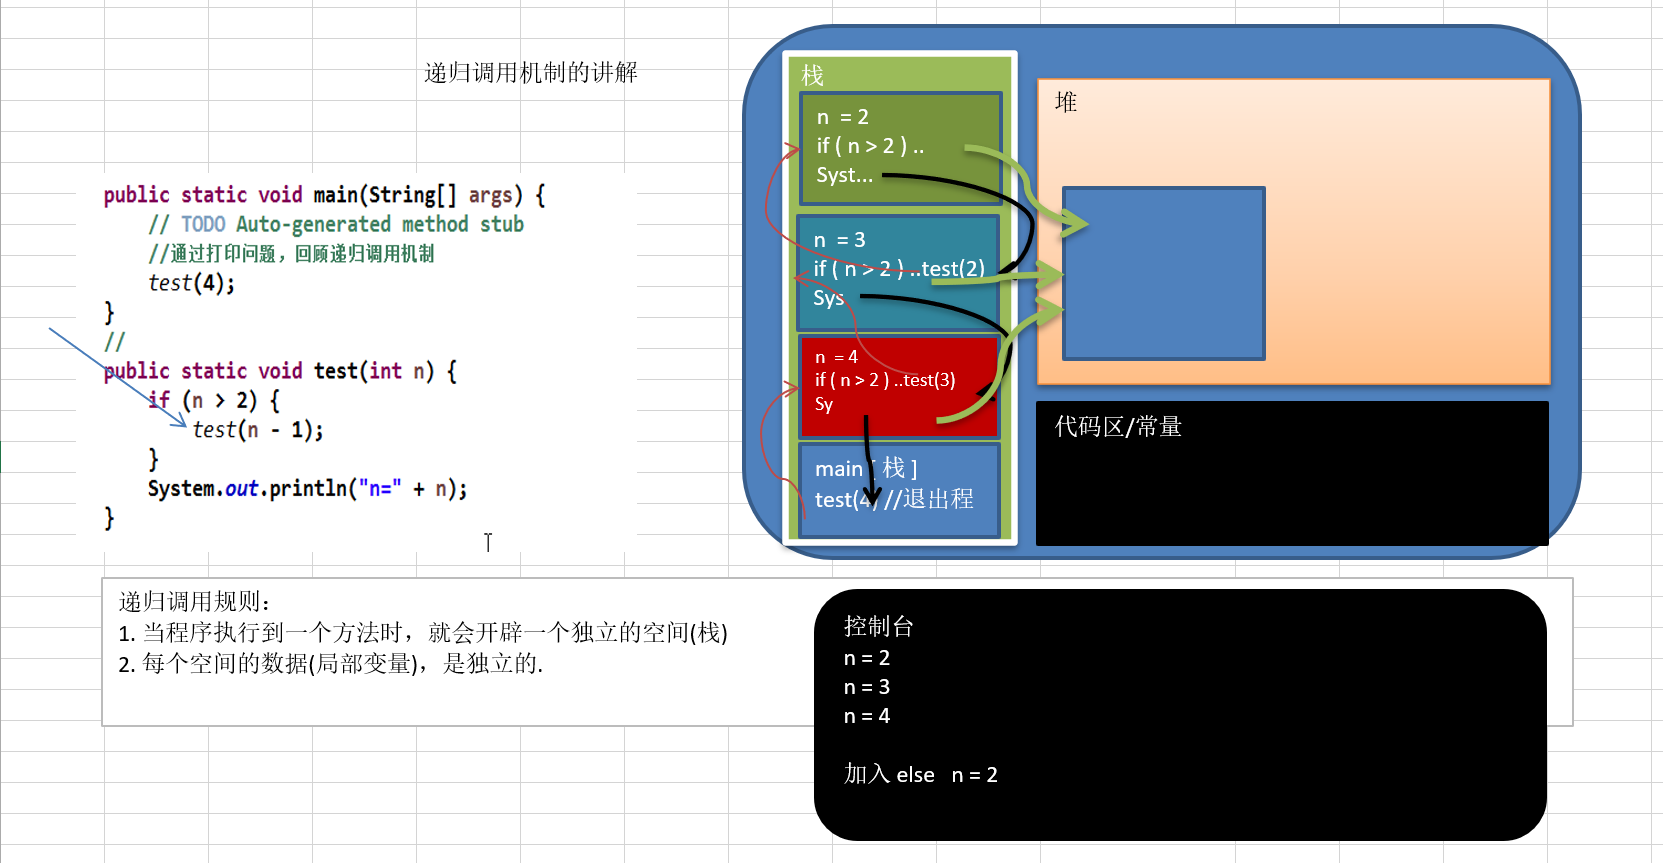 递归调用机制的讲解
public static void main(String[] args) {
// TODO Auto-generated method stub
//通过打印问题，回顾递归调用机制
test(4);
}
//
public static void test(int n) {
if (n > 2) {
test(n - 1);
}
System.out.println("n=" + n);
}
栈
n = 2
if ( n > 2 ) ..
Syst...
n = 3
if ( n > 2 ) ..test(2)
Sys
n = 4
if ( n > 2 ) ..test(3)
Sy
main [ 栈 ]
test(4) //退出程
堆
代码区/常量
递归调用规则：
1. 当程序执行到一个方法时，就会开辟一个独立的空间(栈)
2. 每个空间的数据(局部变量)，是独立的.
控制台
n = 2
n = 3
n = 4
加入 else n = 2